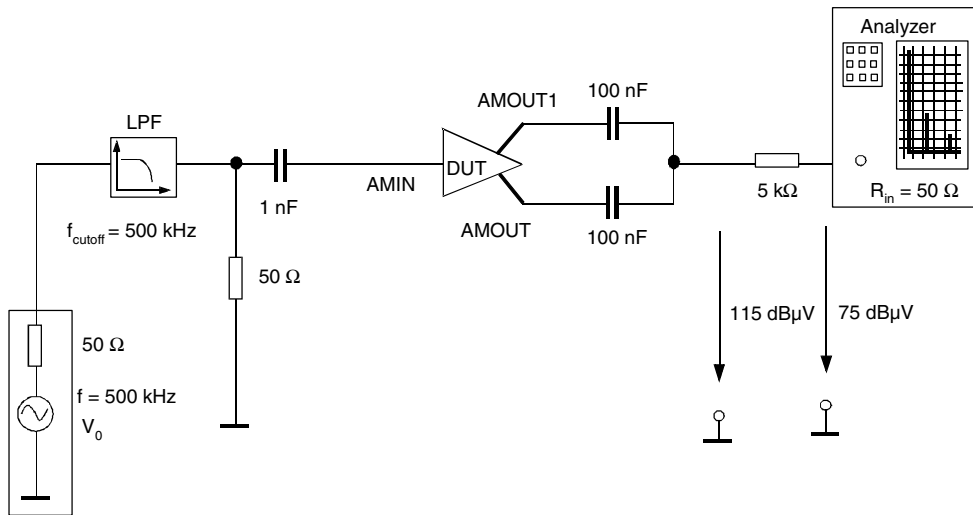 Analyzer
100 nF
AMOUT1
LPF
DUT
AMIN
5 kΩ
R_in = 50 Ω
1 nF
AMOUT
100 nF
f_cutoff = 500 kHz
50 Ω
115 dBµV
75 dBµV
50 Ω
f = 500 kHz
V_0